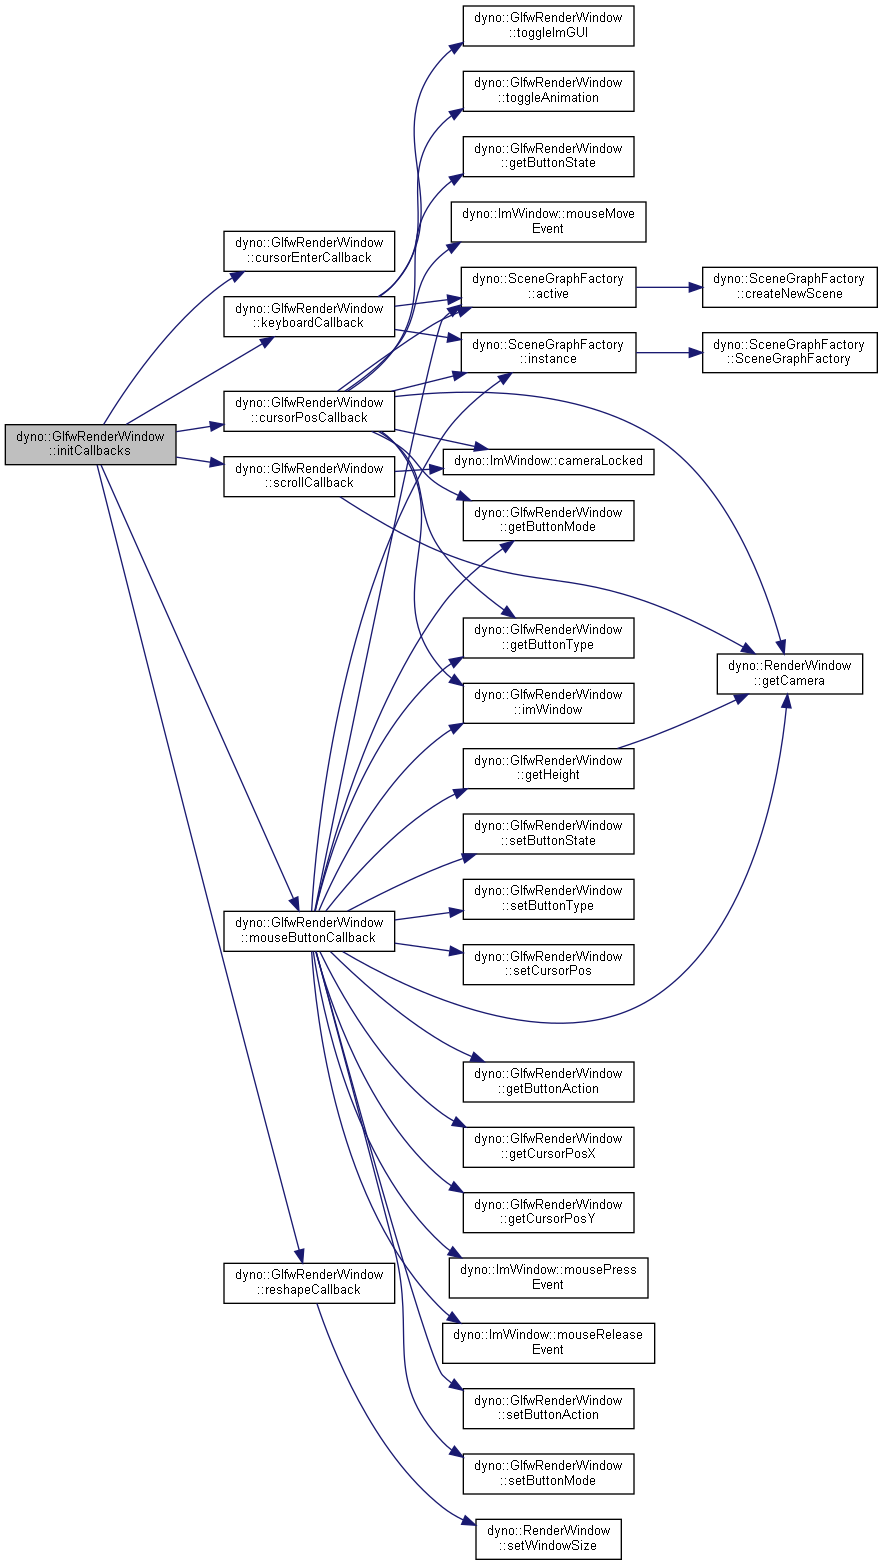 dyno::GlfwRenderWindow
::initCallbacks
dyno::GlfwRenderWindow
::cursorEnterCallback
dyno::GlfwRenderWindow
::keyboardCallback
dyno::GlfwRenderWindow
::cursorPosCallback
dyno::GlfwRenderWindow
::scrollCallback
dyno::GlfwRenderWindow
::mouseButtonCallback
dyno::GlfwRenderWindow
::reshapeCallback
dyno::GlfwRenderWindow
::toggleImGUI
dyno::GlfwRenderWindow
::toggleAnimation
dyno::GlfwRenderWindow
::getButtonState
dyno::ImWindow::mouseMove
Event
dyno::SceneGraphFactory
::active
dyno::SceneGraphFactory
::instance
dyno::ImWindow::cameraLocked
dyno::GlfwRenderWindow
::getButtonMode
dyno::GlfwRenderWindow
::getButtonType
dyno::GlfwRenderWindow
::imWindow
dyno::GlfwRenderWindow
::getHeight
dyno::GlfwRenderWindow
::setButtonState
dyno::GlfwRenderWindow
::setButtonType
dyno::GlfwRenderWindow
::setCursorPos
dyno::GlfwRenderWindow
::getButtonAction
dyno::GlfwRenderWindow
::getCursorPosX
dyno::GlfwRenderWindow
::getCursorPosY
dyno::ImWindow::mousePress
Event
dyno::ImWindow::mouseRelease
Event
dyno::GlfwRenderWindow
::setButtonAction
dyno::GlfwRenderWindow
::setButtonMode
dyno::RenderWindow
::setWindowSize
dyno::SceneGraphFactory
::createNewScene
dyno::SceneGraphFactory
::SceneGraphFactory
dyno::RenderWindow
::getCamera